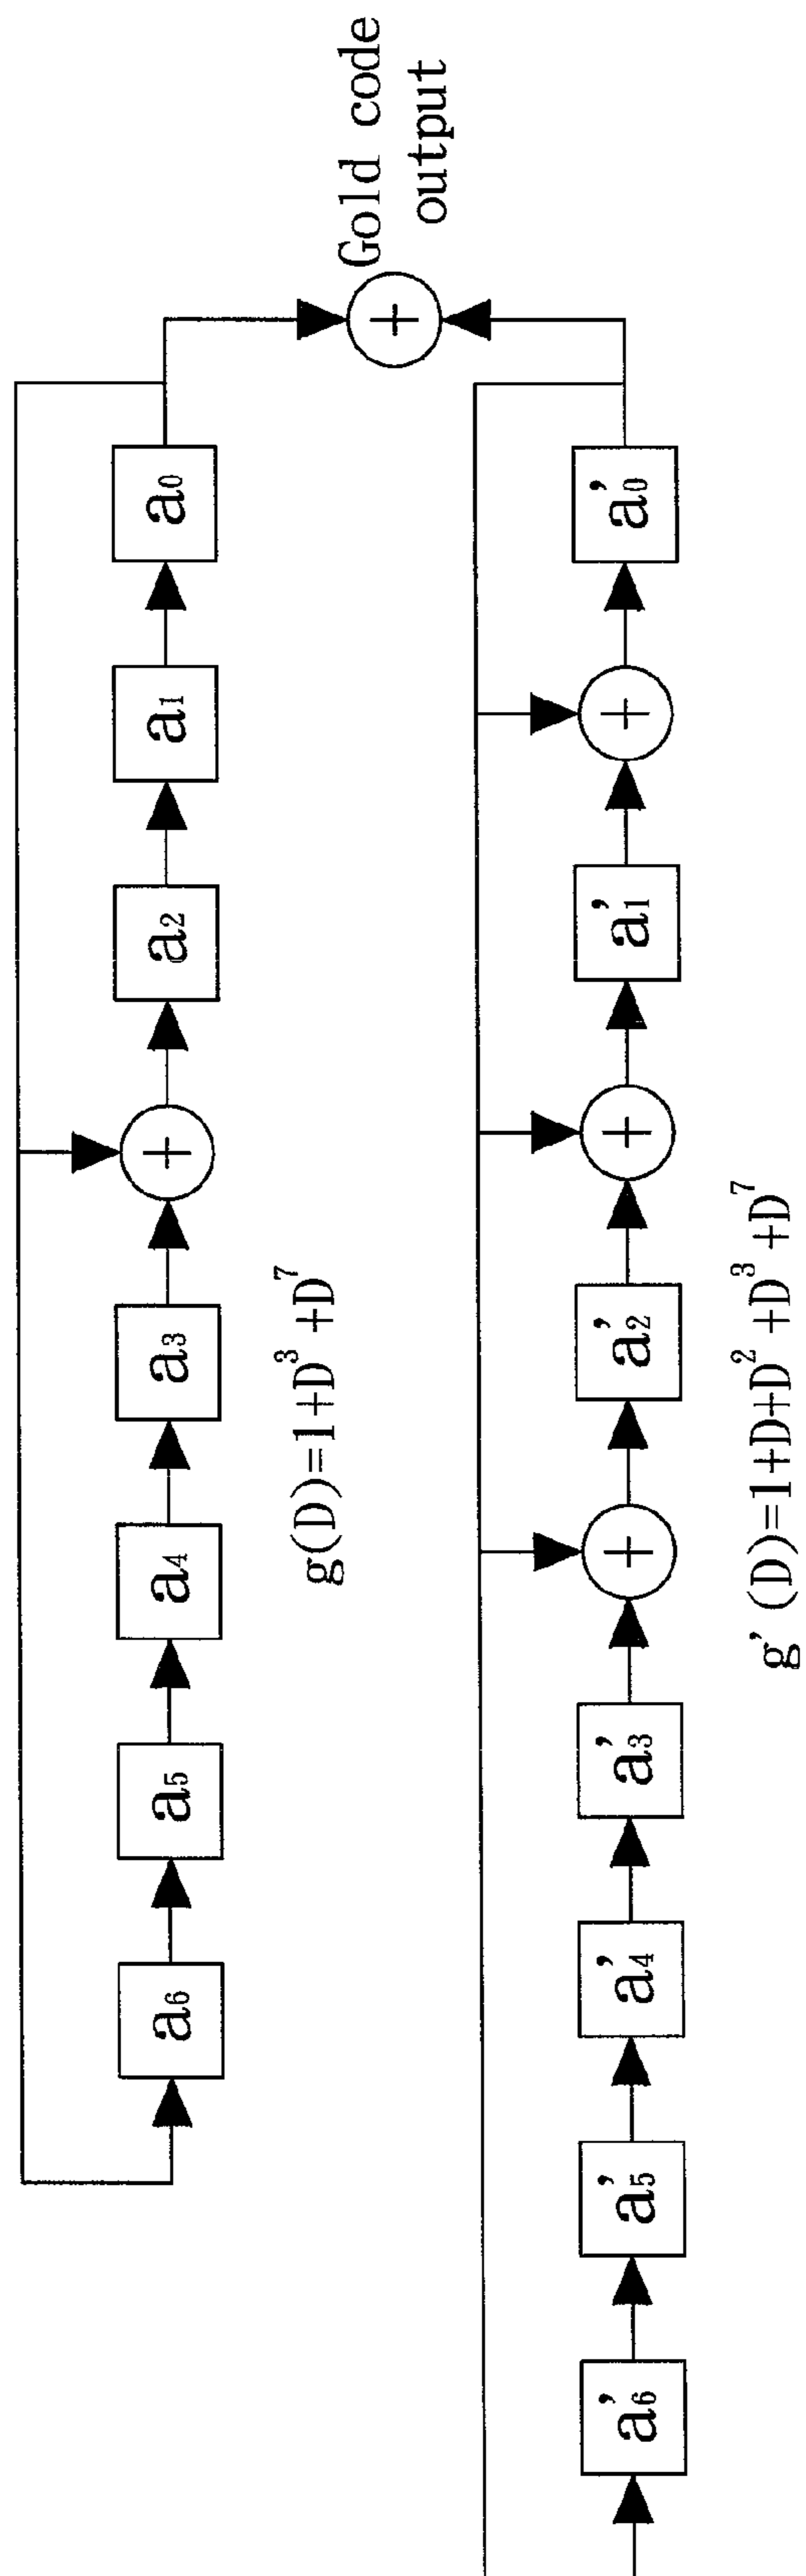 a6
a5
a4
a3
a2
a1
a0
g(D)=1+D³+D⁷
Gold code
output
a'6
a'5
a'4
a'3
a'2
a'1
a'0
g'(D)=1+D+D²+D³+D⁷